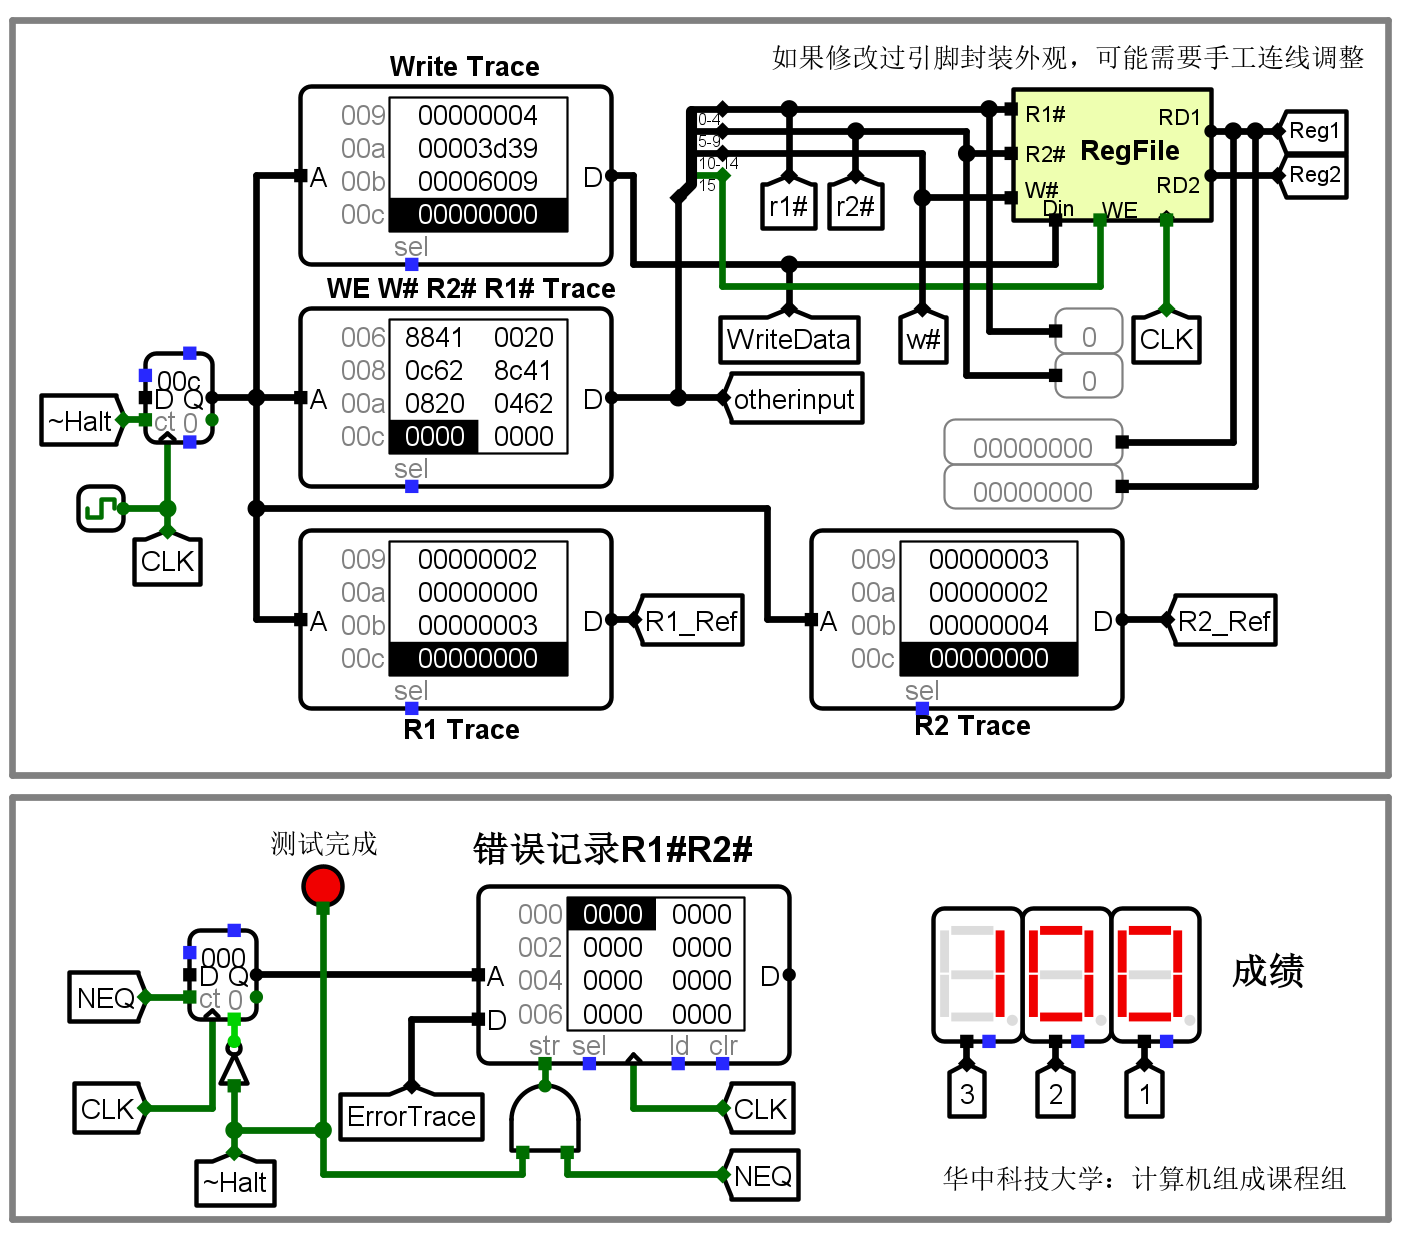 如果修改过引脚封装外观，可能需要手工连线调整
Write Trace
009 00000004
00a 00003d39
00b 00006009
00c 00000000
A
D
sel
0-4
5-9
10-14
15
r1#
r2#
R1#
R2#
W#
Din
WE
RegFile
RD1
RD2
Reg1
Reg2
WE W# R2# R1# Trace
006 8841 0020
008 0c62 8c41
00a 0820 0462
00c 0000 0000
A
D
sel
WriteData
w#
CLK
0
0
otherinput
00000000
00000000
~Halt
00c
D Q
ct 0
CLK
009 00000002
00a 00000000
00b 00000003
00c 00000000
A
D
sel
R1 Trace
R1_Ref
009 00000003
00a 00000002
00b 00000004
00c 00000000
A
D
sel
R2 Trace
R2_Ref
测试完成
错误记录R1#R2#
000 0000 0000
002 0000 0000
004 0000 0000
006 0000 0000
A
D
D
str sel ld clr
NEQ
000
D Q
ct 0
CLK
~Halt
ErrorTrace
CLK
NEQ
100
成绩
3
2
1
华中科技大学：计算机组成课程组